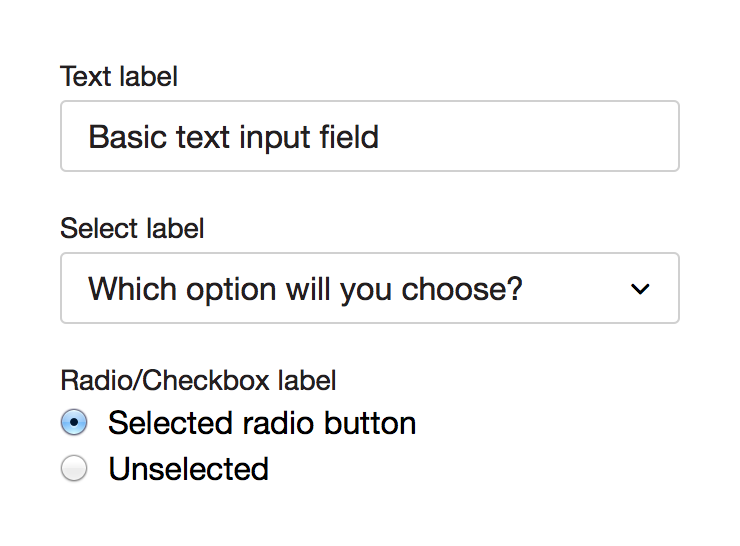 Text label
Basic text input field
Select label
Which option will you choose?
Radio/Checkbox label
Selected radio button
Unselected